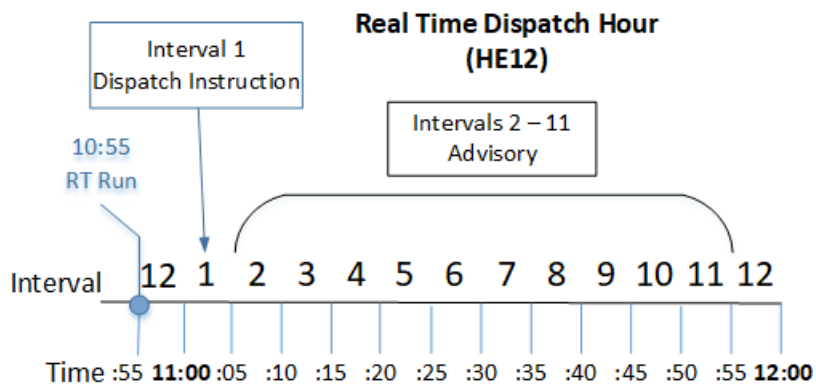 Real Time Dispatch Hour
(HE12)
Interval 1
Dispatch Instruction
Intervals 2 – 11
Advisory
10:55
RT Run
Interval 12 1 2 3 4 5 6 7 8 9 10 11 12
Time :55 11:00 :05 :10 :15 :20 :25 :30 :35 :40 :45 :50 :55 12:00